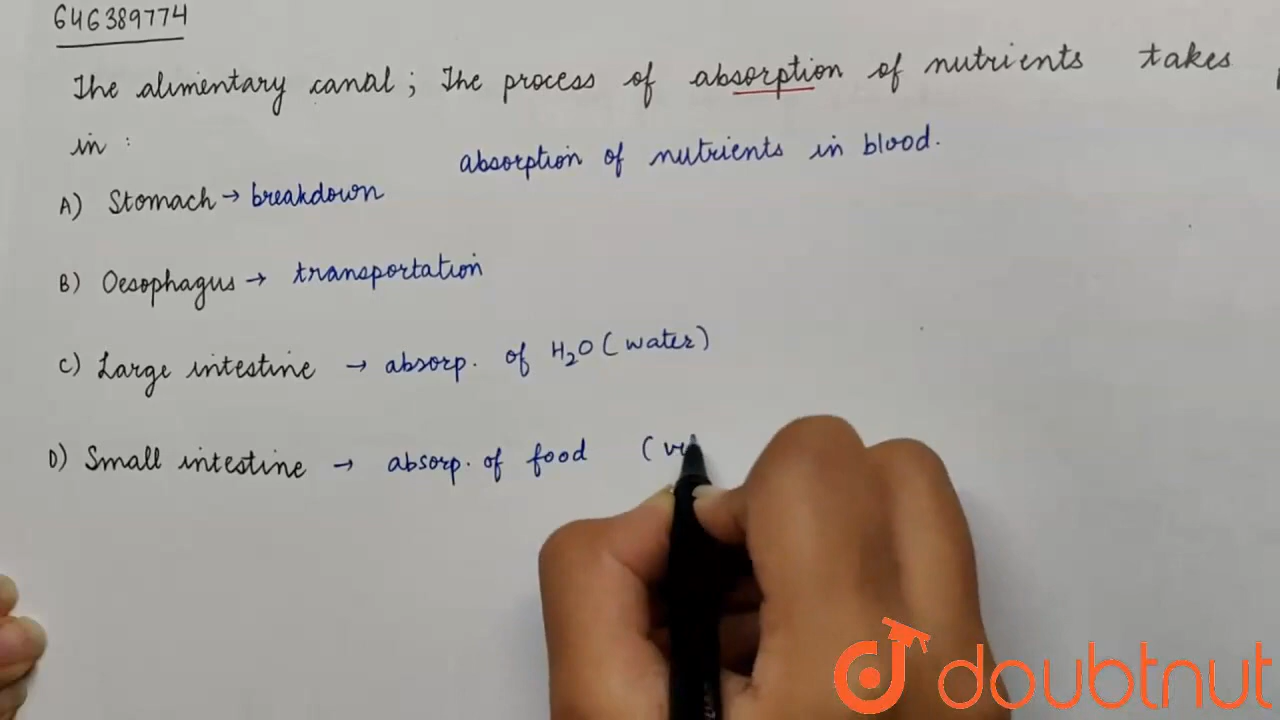 646389774
The alimentary canal ; The process of absorption of nutrients takes
in :
absorption of nutrients in blood.
A) Stomach → breakdown
B) Oesophagus → transportation
C) Large intestine → absorp. of H₂O (water)
D) Small intestine → absorp. of food (
doubtnut